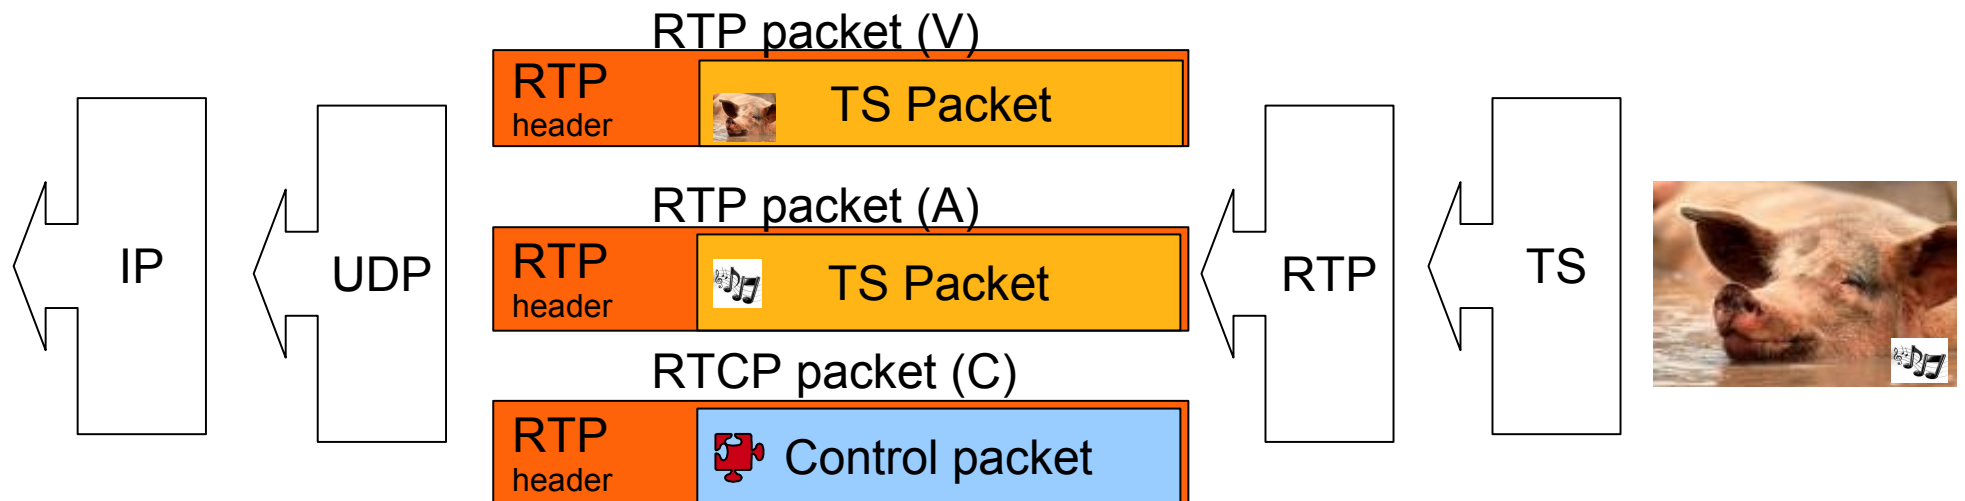 RTP packet (V)
RTP
header
TS Packet
RTP packet (A)
RTP
header
TS Packet
RTCP packet (C)
RTP
header
Control packet
IP
UDP
RTP
TS